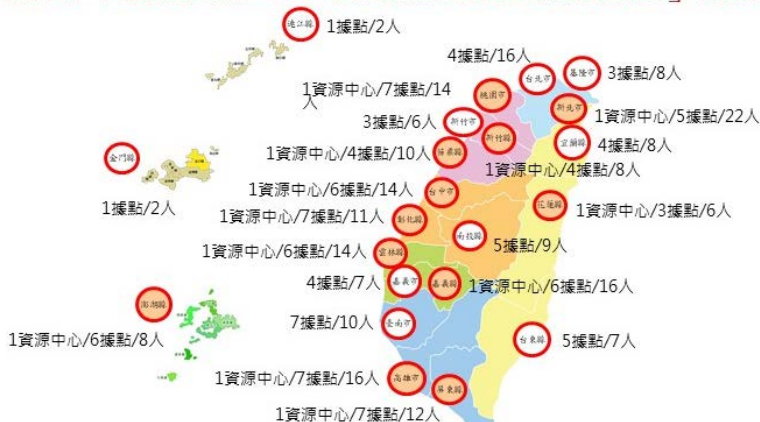 連江縣 1據點/2人
4據點/16人
台北市
基隆市 3據點/8人
1資源中心/7據點/14人
桃園市
新北市 1資源中心/5據點/22人
3據點/6人 新竹市
新竹縣
宜蘭縣 4據點/8人
1資源中心/4據點/10人 苗栗縣
1資源中心/4據點/8人
金門縣
1據點/2人
1資源中心/6據點/14人 台中市
花蓮縣 1資源中心/3據點/6人
1資源中心/7據點/11人 彰化縣
南投縣 5據點/9人
1資源中心/6據點/14人 雲林縣
4據點/7人 嘉義市
嘉義縣 1資源中心/6據點/16人
澎湖縣
1資源中心/6據點/8人
7據點/10人 臺南市
台東縣 5據點/7人
1資源中心/7據點/16人 高雄市
屏東縣
1資源中心/7據點/12人